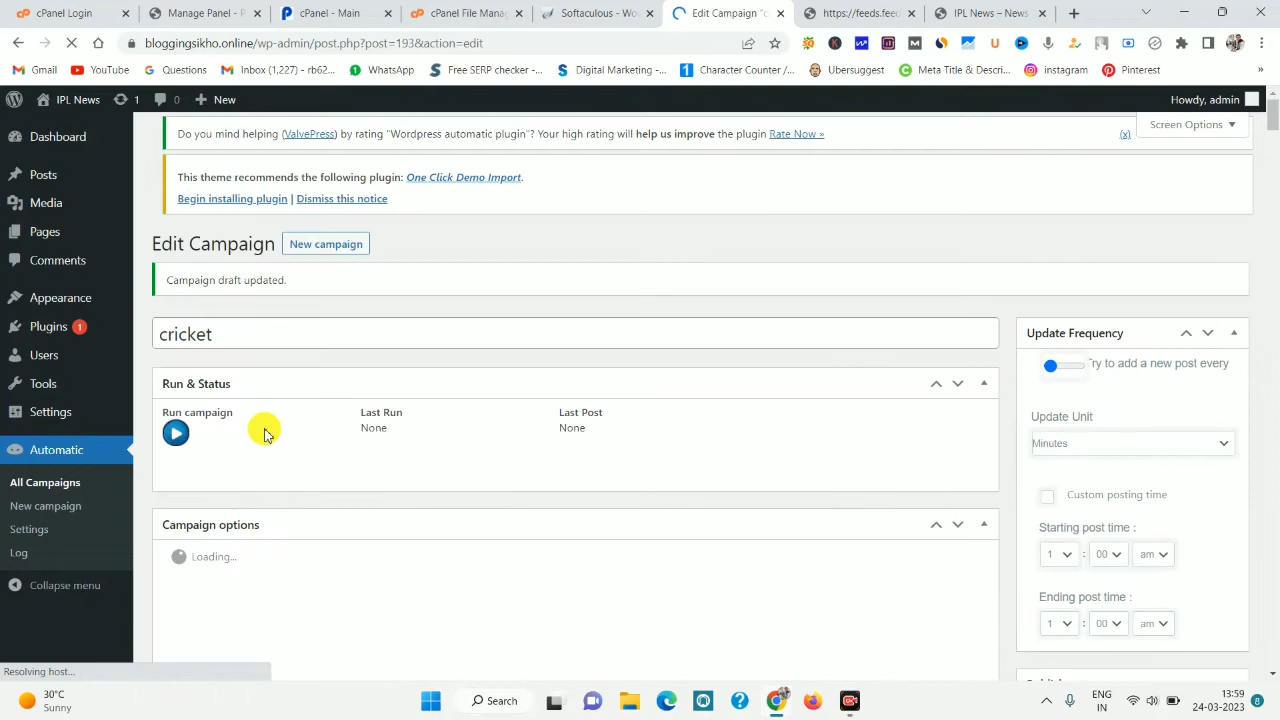 cPanel Login
Manage Panel - P
cPanel - Main
cPanel File Manag
Softaculous - Wo
Edit Campaign "c
https://feeds.feed
IPL News – News
bloggingsikho.online/wp-admin/post.php?post=193&action=edit
Gmail
YouTube
Question
Inbox (1,227) - rb62
WhatsApp
Free SERP checker -...
Digital Marketing -...
Character Counter /...
Ubersuggest
Meta Title & Descri...
instagram
Pinterest
»
IPL News
1
0
New
Howdy, admin
Do you mind helping (ValvePress) by rating "Wordpress automatic plugin"? Your high rating will help us improve the plugin Rate Now »
(x)
Screen Options
This theme recommends the following plugin: One Click Demo Import.
Begin installing plugin | Dismiss this notice
Dashboard
Posts
Media
Pages
Comments
Appearance
Plugins 1
Users
Tools
Settings
Automatic
All Campaigns
New campaign
Settings
Log
Collapse menu
Edit Campaign
New campaign
Campaign draft updated.
cricket
Run & Status
Run campaign
Last Run
None
Last Post
None
Campaign options
Loading...
Update Frequency
Try to add a new post every
Update Unit
Minutes
Custom posting time
Starting post time :
1 : 00 am
Ending post time :
1 : 00 am
Resolving host...
30°C
Sunny
Search
ENG
IN
13:59
24-03-2023
8